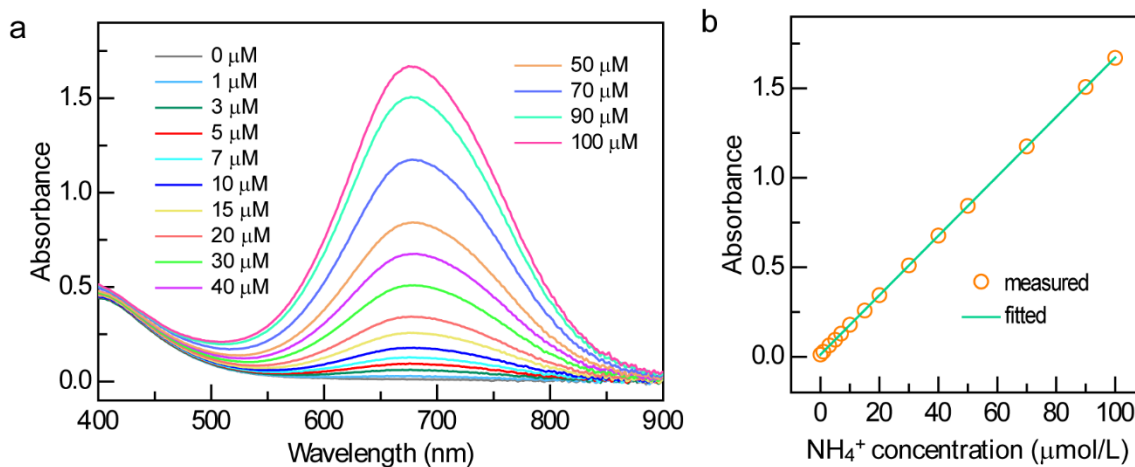 a
Absorbance
1.5
1.0
0.5
0.0
0 μM
1 μM
3 μM
5 μM
7 μM
10 μM
15 μM
20 μM
30 μM
40 μM
50 μM
70 μM
90 μM
100 μM
400 500 600 700 800 900
Wavelength (nm)
b
Absorbance
1.5
1.0
0.5
0.0
measured
fitted
0 20 40 60 80 100
NH₄⁺ concentration (μmol/L)